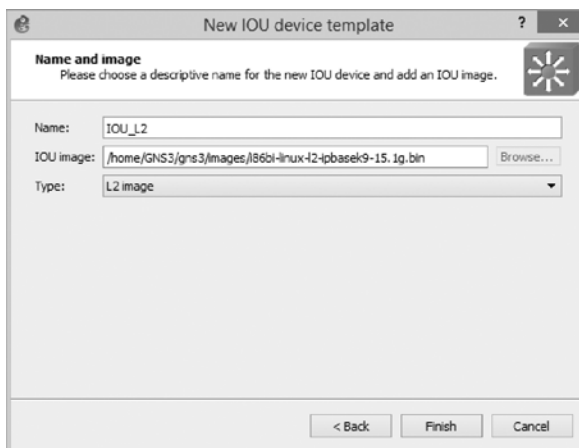 New IOU device template
? ×
Name and image
Please choose a descriptive name for the new IOU device and add an IOU image.
Name: IOU_L2
IOU image: /home/GNS3/gns3/images/i86bi-linux-l2-ipbasek9-15.1g.bin Browse...
Type: L2 image
< Back Finish Cancel